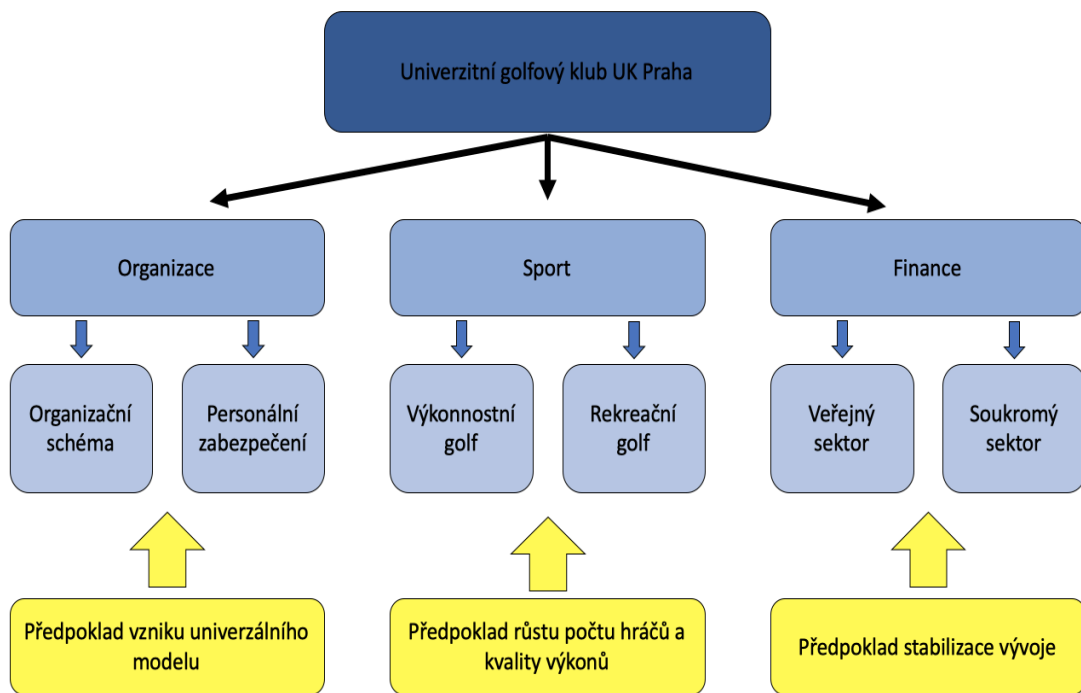 Univerzitní golfový klub UK Praha
Organizace
Sport
Finance
Organizační
schéma
Personální
zabezpečení
Výkonnostní
golf
Rekreační
golf
Veřejný
sektor
Soukromý
sektor
Předpoklad vzniku univerzálního
modelu
Předpoklad růstu počtu hráčů a
kvality výkonů
Předpoklad stabilizace vývoje